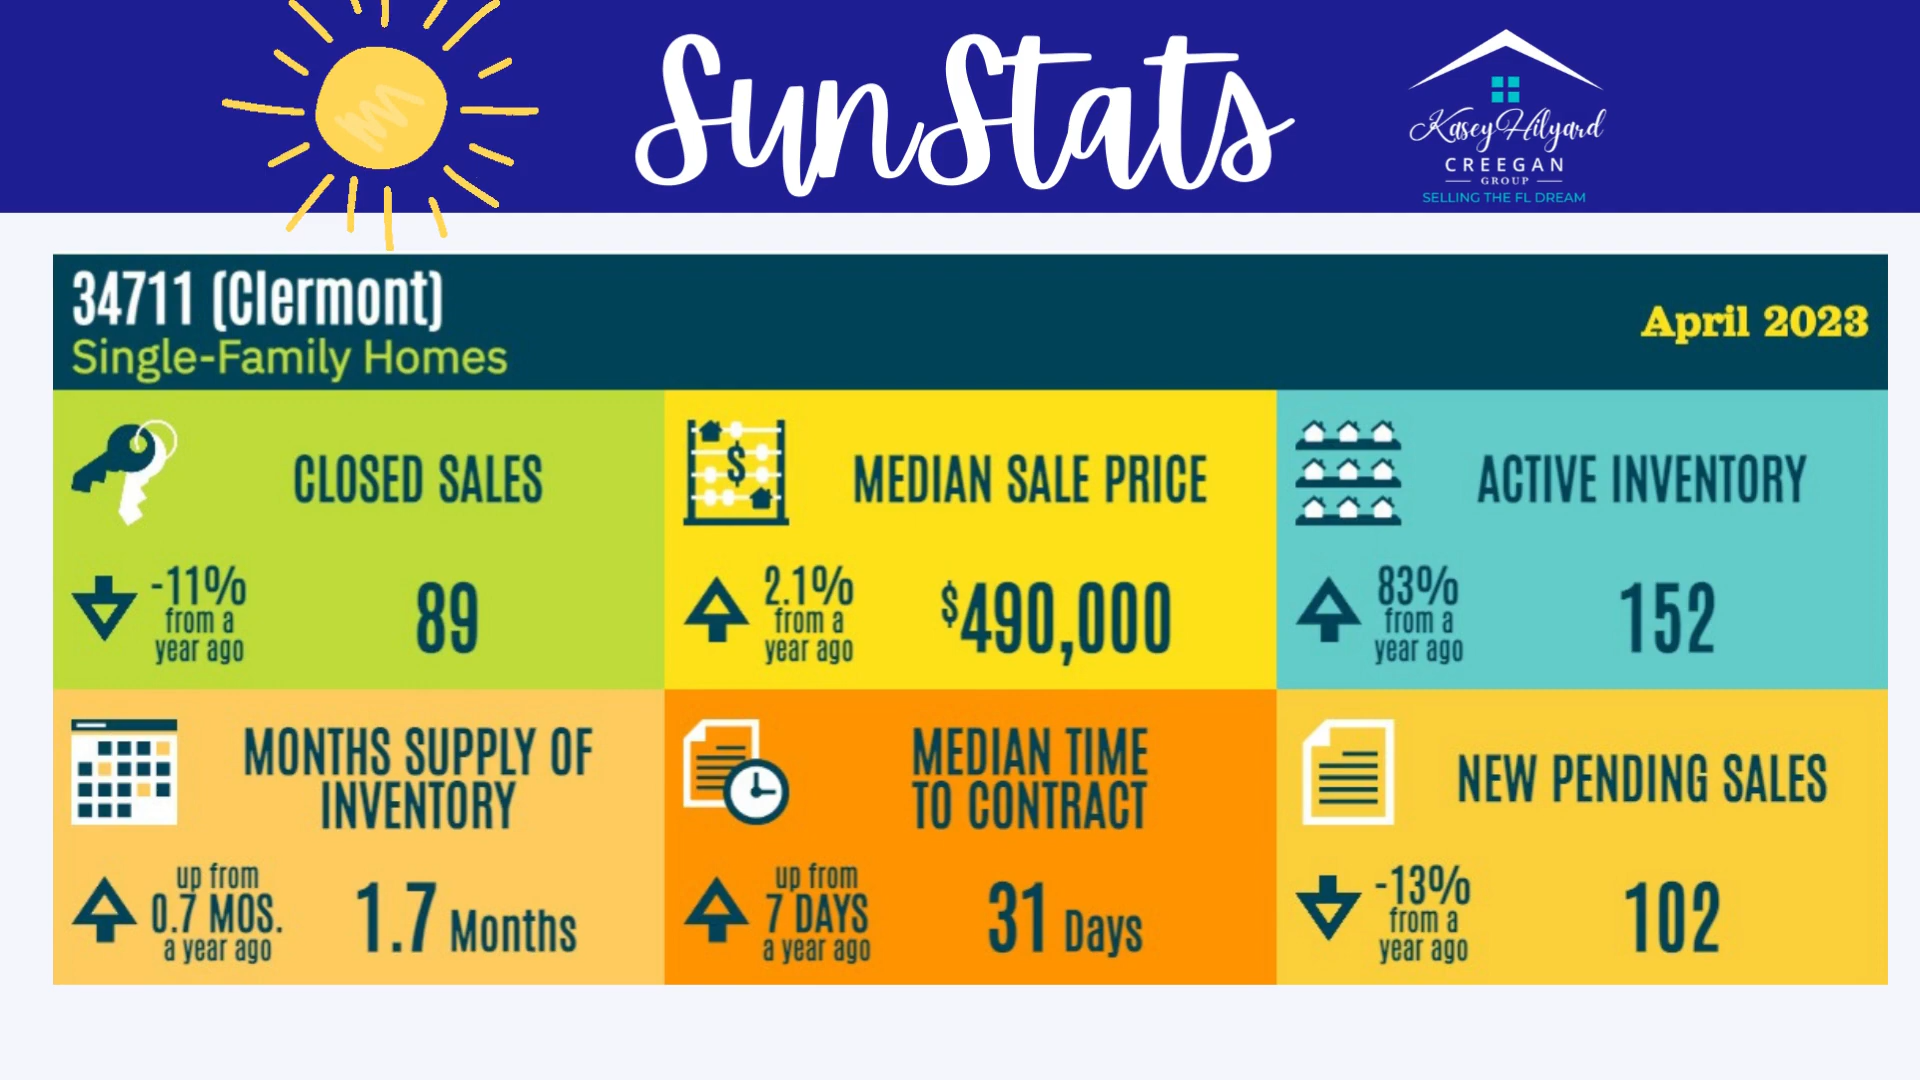 SunStats
Kasey Hilyard
CREEGAN
GROUP
SELLING THE FL DREAM
34711 (Clermont)
Single-Family Homes
April 2023
CLOSED SALES
-11%
from a
year ago
89
MEDIAN SALE PRICE
2.1%
from a
year ago
$490,000
ACTIVE INVENTORY
83%
from a
year ago
152
MONTHS SUPPLY OF
INVENTORY
up from
0.7 MOS.
a year ago
1.7 Months
MEDIAN TIME
TO CONTRACT
up from
7 DAYS
a year ago
31 Days
NEW PENDING SALES
-13%
from a
year ago
102